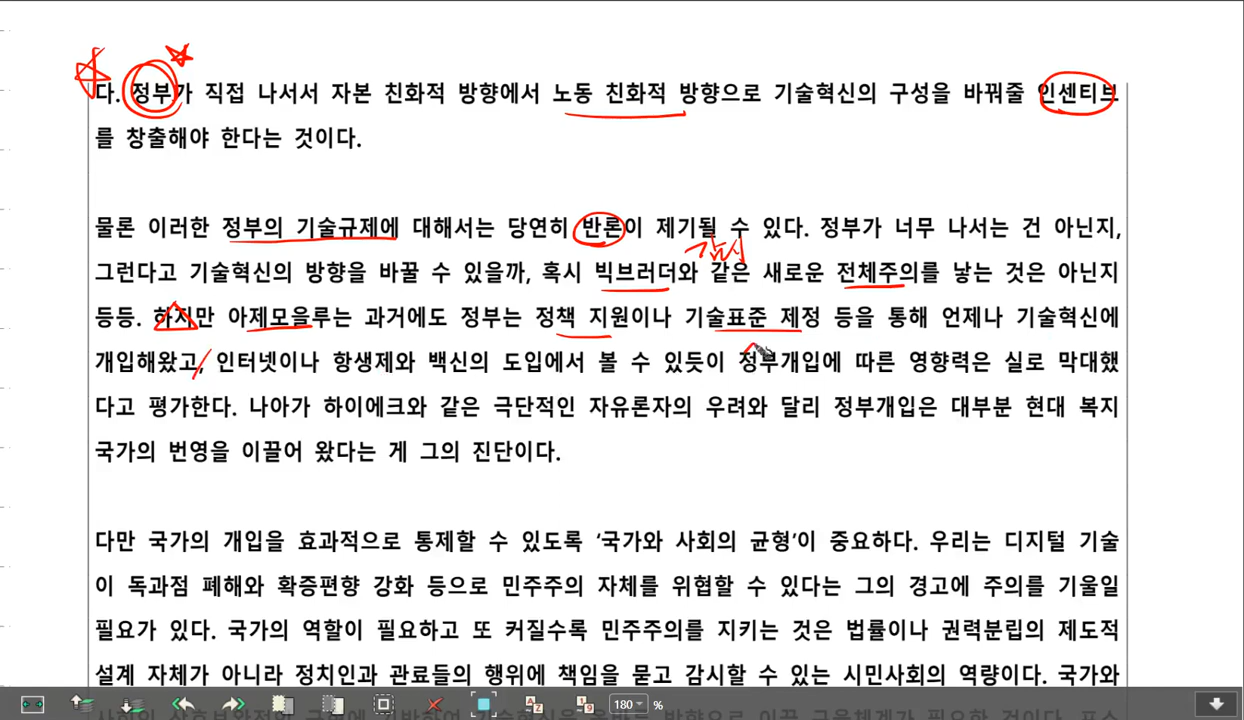 다. 정부가 직접 나서서 자본 친화적 방향에서 노동 친화적 방향으로 기술혁신의 구성을 바꿔줄 인센티브
를 창출해야 한다는 것이다.
물론 이러한 정부의 기술규제에 대해서는 당연히 반론이 제기될 수 있다. 정부가 너무 나서는 건 아닌지,
감시
그런다고 기술혁신의 방향을 바꿀 수 있을까, 혹시 빅브러더와 같은 새로운 전체주의를 낳는 것은 아닌지
등등. 하지만 아제모을루는 과거에도 정부는 정책 지원이나 기술표준 제정 등을 통해 언제나 기술혁신에
개입해왔고, 인터넷이나 항생제와 백신의 도입에서 볼 수 있듯이 정부개입에 따른 영향력은 실로 막대했
다고 평가한다. 나아가 하이에크와 같은 극단적인 자유론자의 우려와 달리 정부개입은 대부분 현대 복지
국가의 번영을 이끌어 왔다는 게 그의 진단이다.
다만 국가의 개입을 효과적으로 통제할 수 있도록 ‘국가와 사회의 균형’이 중요하다. 우리는 디지털 기술
이 독과점 폐해와 확증편향 강화 등으로 민주주의 자체를 위협할 수 있다는 그의 경고에 주의를 기울일
필요가 있다. 국가의 역할이 필요하고 또 커질수록 민주주의를 지키는 것은 법률이나 권력분립의 제도적
설계 자체가 아니라 정치인과 관료들의 행위에 책임을 묻고 감시할 수 있는 시민사회의 역량이다. 국가와
180 %